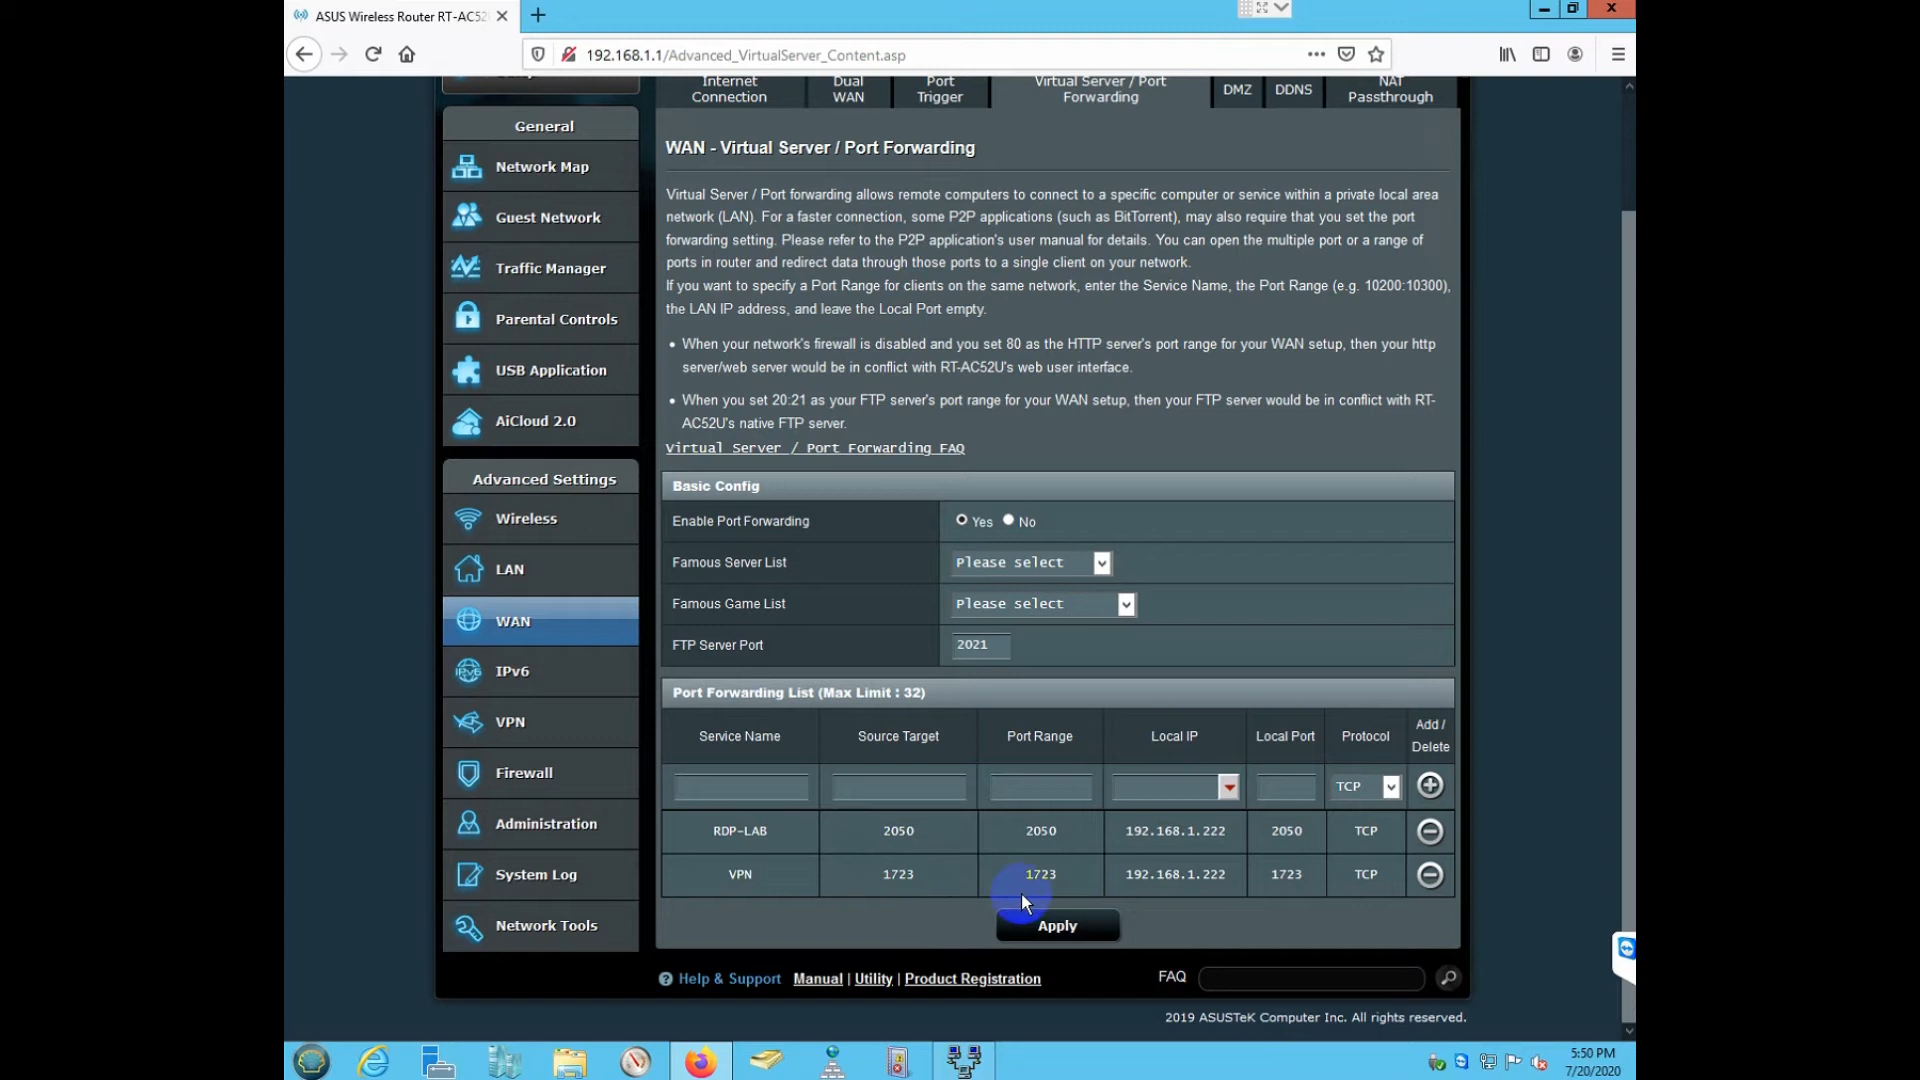 ASUS Wireless Router RT-AC52
192.168.1.1/Advanced_VirtualServer_Content.asp
Internet Connection
Dual WAN
Port Trigger
Virtual Server / Port Forwarding
DMZ
DDNS
NAT Passthrough
General
Network Map
Guest Network
Traffic Manager
Parental Controls
USB Application
AiCloud 2.0
Advanced Settings
Wireless
LAN
WAN
IPv6
VPN
Firewall
Administration
System Log
Network Tools
WAN - Virtual Server / Port Forwarding
Virtual Server / Port forwarding allows remote computers to connect to a specific computer or service within a private local area
network (LAN). For a faster connection, some P2P applications (such as BitTorrent), may also require that you set the port
forwarding setting. Please refer to the P2P application's user manual for details. You can open the multiple port or a range of
ports in router and redirect data through those ports to a single client on your network.
If you want to specify a Port Range for clients on the same network, enter the Service Name, the Port Range (e.g. 10200:10300),
the LAN IP address, and leave the Local Port empty.
• When your network's firewall is disabled and you set 80 as the HTTP server's port range for your WAN setup, then your http
server/web server would be in conflict with RT-AC52U's web user interface.
• When you set 20:21 as your FTP server's port range for your WAN setup, then your FTP server would be in conflict with RT-
AC52U's native FTP server.
Virtual Server / Port Forwarding FAQ
Basic Config
Enable Port Forwarding Yes No
Famous Server List Please select
Famous Game List Please select
FTP Server Port 2021
Port Forwarding List (Max Limit : 32)
Service Name Source Target Port Range Local IP Local Port Protocol Add / Delete
TCP
RDP-LAB 2050 2050 192.168.1.222 2050 TCP
VPN 1723 1723 192.168.1.222 1723 TCP
Apply
Help & Support Manual | Utility | Product Registration FAQ
2019 ASUSTeK Computer Inc. All rights reserved.
5:50 PM
7/20/2020